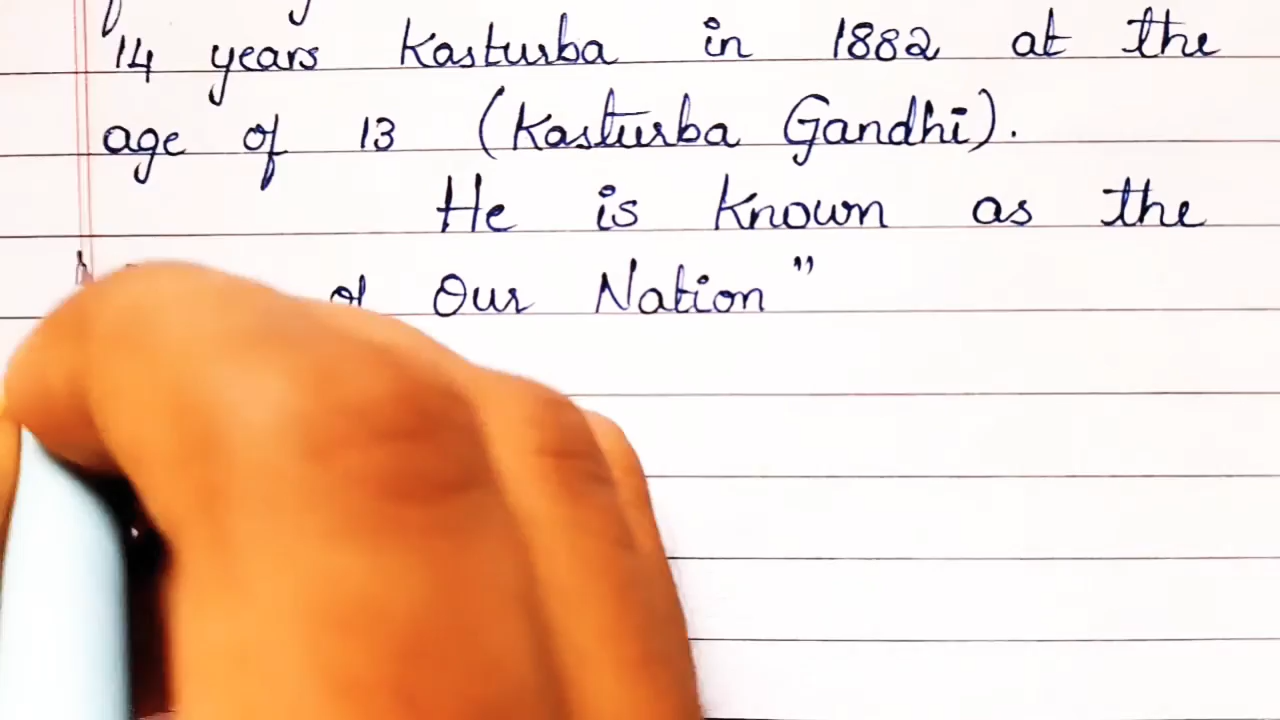 14 years Kasturba in 1882 at the
age of 13 (Kasturba Gandhi).
He is known as the
of Our Nation"